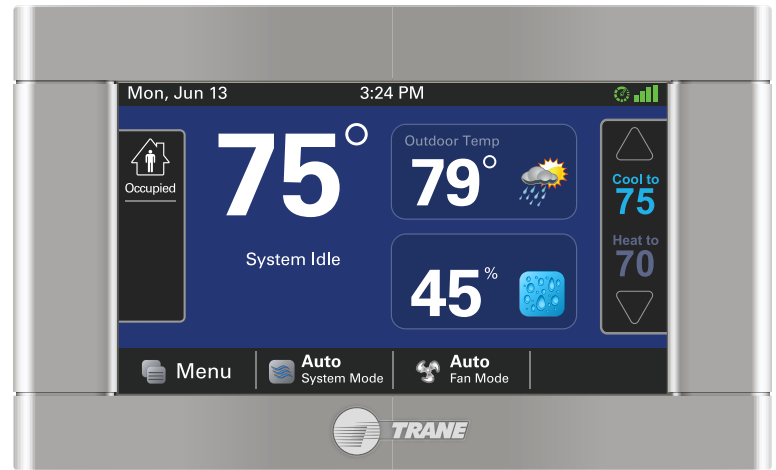 Mon, Jun 13
3:24 PM
Occupied
75°
System Idle
Outdoor Temp
79°
45%
Cool to
75
Heat to
70
Menu
Auto
System Mode
Auto
Fan Mode
TRANE